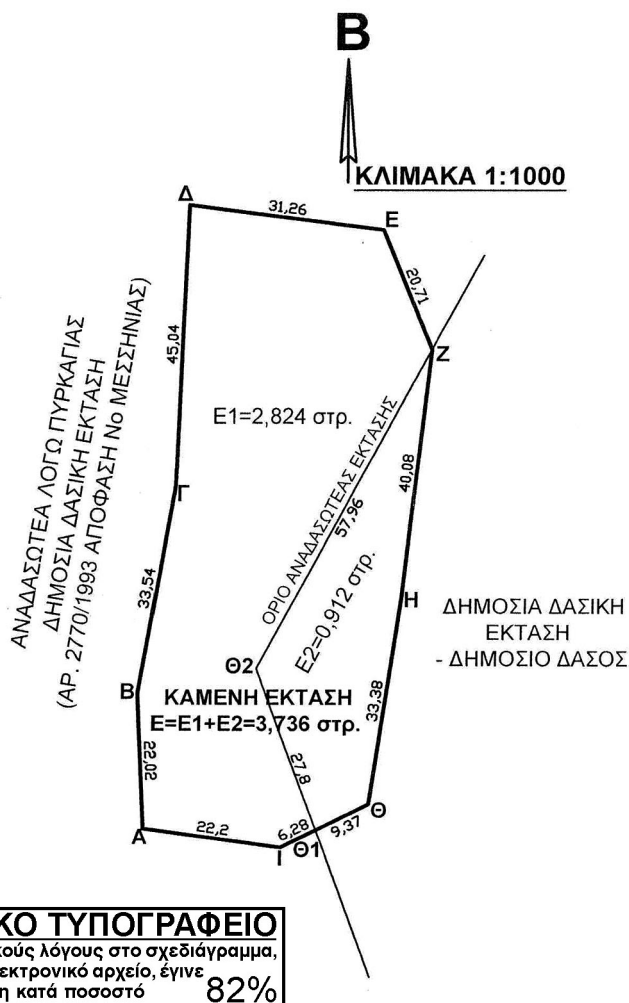 Β
ΚΛΙΜΑΚΑ 1:1000
Δ
31,26
Ε
20,71
Ζ
45,04
ΑΝΑΔΑΣΩΤΕΑ ΛΟΓΩ ΠΥΡΚΑΓΙΑΣ
ΔΗΜΟΣΙΑ ΔΑΣΙΚΗ ΕΚΤΑΣΗ
(ΑΡ. 2770/1993 ΑΠΟΦΑΣΗ Νο ΜΕΣΣΗΝΙΑΣ)
Ε1=2,824 στρ.
ΟΡΙΟ ΑΝΑΔΑΣΩΤΕΑΣ ΕΚΤΑΣΗΣ
57,96
40,08
Γ
33,54
Ε2=0,912 στρ.
Η
ΔΗΜΟΣΙΑ ΔΑΣΙΚΗ
ΕΚΤΑΣΗ
- ΔΗΜΟΣΙΟ ΔΑΣΟΣ
Θ2
Β
ΚΑΜΕΝΗ ΕΚΤΑΣΗ
Ε=Ε1+Ε2=3,736 στρ.
33,38
22,02
27,8
Θ
Α
22,2
6,28
9,37
Ι
Θ1
ΚΟ ΤΥΠΟΓΡΑΦΕΙΟ
κούς λόγους στο σχεδιάγραμμα,
εκτρονικό αρχείο, έγινε
η κατά ποσοστό 82%